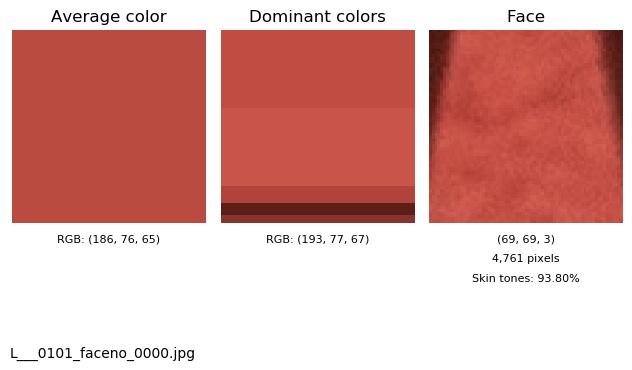 Average color
Dominant colors
Face
RGB: (186, 76, 65)
RGB: (193, 77, 67)
(69, 69, 3)
4,761 pixels
Skin tones: 93.80%
L___0101_faceno_0000.jpg